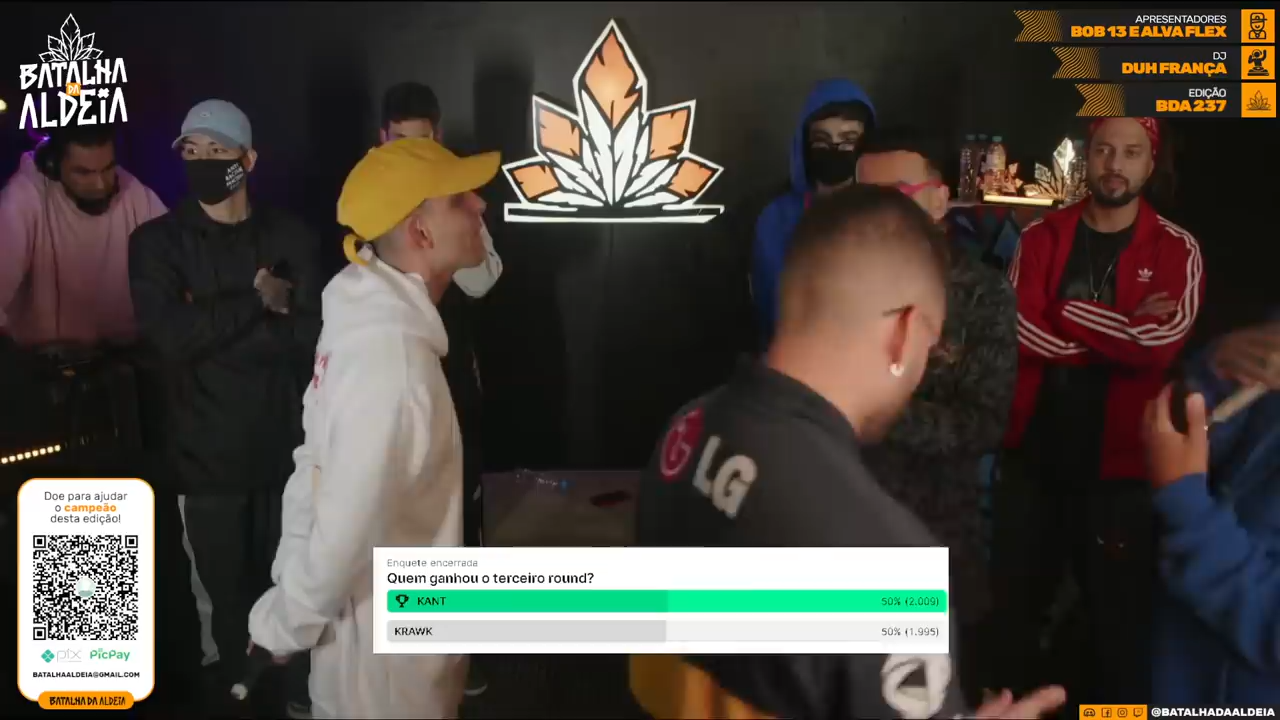 BATALHA
DA
ALDEIA
APRESENTADORES
BOB 13 E ALVA FLEX
DJ
DUH FRANÇA
EDIÇÃO
BDA 237
LG
Doe para ajudar
o campeão
desta edição!
pix PicPay
BATALHAALDEIA@GMAIL.COM
BATALHA DA ALDEIA
Enquete encerrada
Quem ganhou o terceiro round?
KANT 50% (2.009)
KRAWK 50% (1.995)
@BATALHADAALDEIA